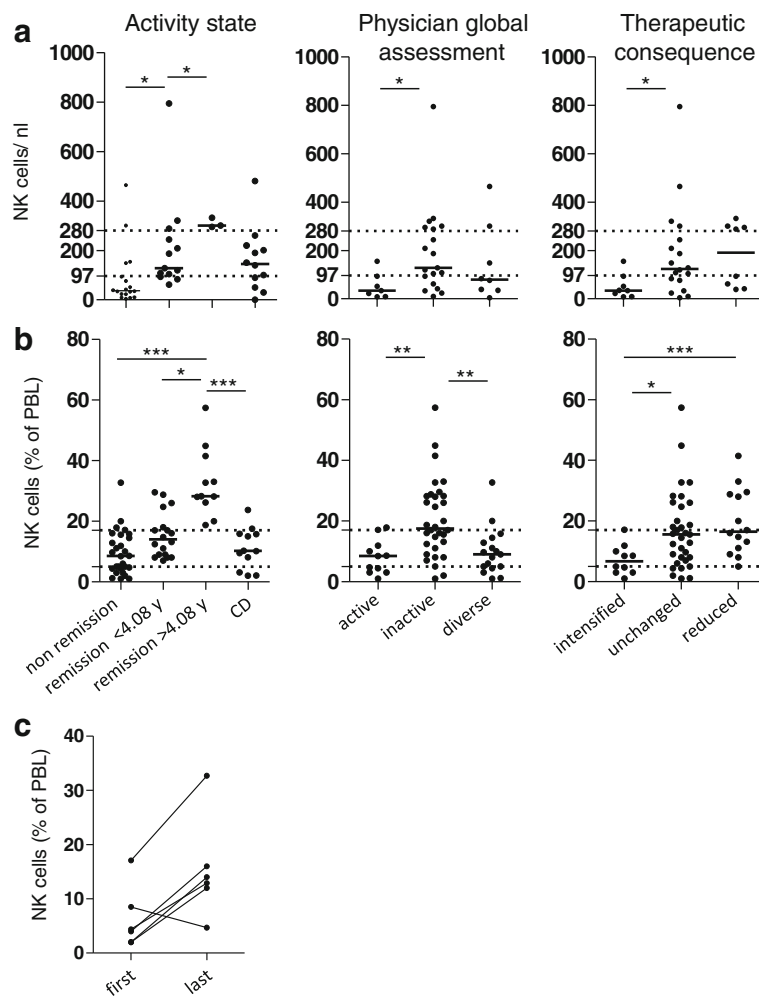 a
Activity state
Physician global
assessment
Therapeutic
consequence
NK cells/ nl
1000
800
600
400
280
200
97
0
*
*
1000
800
600
400
280
200
97
0
*
1000
800
600
400
280
200
97
0
*
b
NK cells (% of PBL)
80
60
40
20
0
***
*
***
non remission
remission <4.08 y
remission >4.08 y
CD
80
60
40
20
0
**
**
active
inactive
diverse
80
60
40
20
0
***
*
intensified
unchanged
reduced
c
NK cells (% of PBL)
40
30
20
10
0
first
last